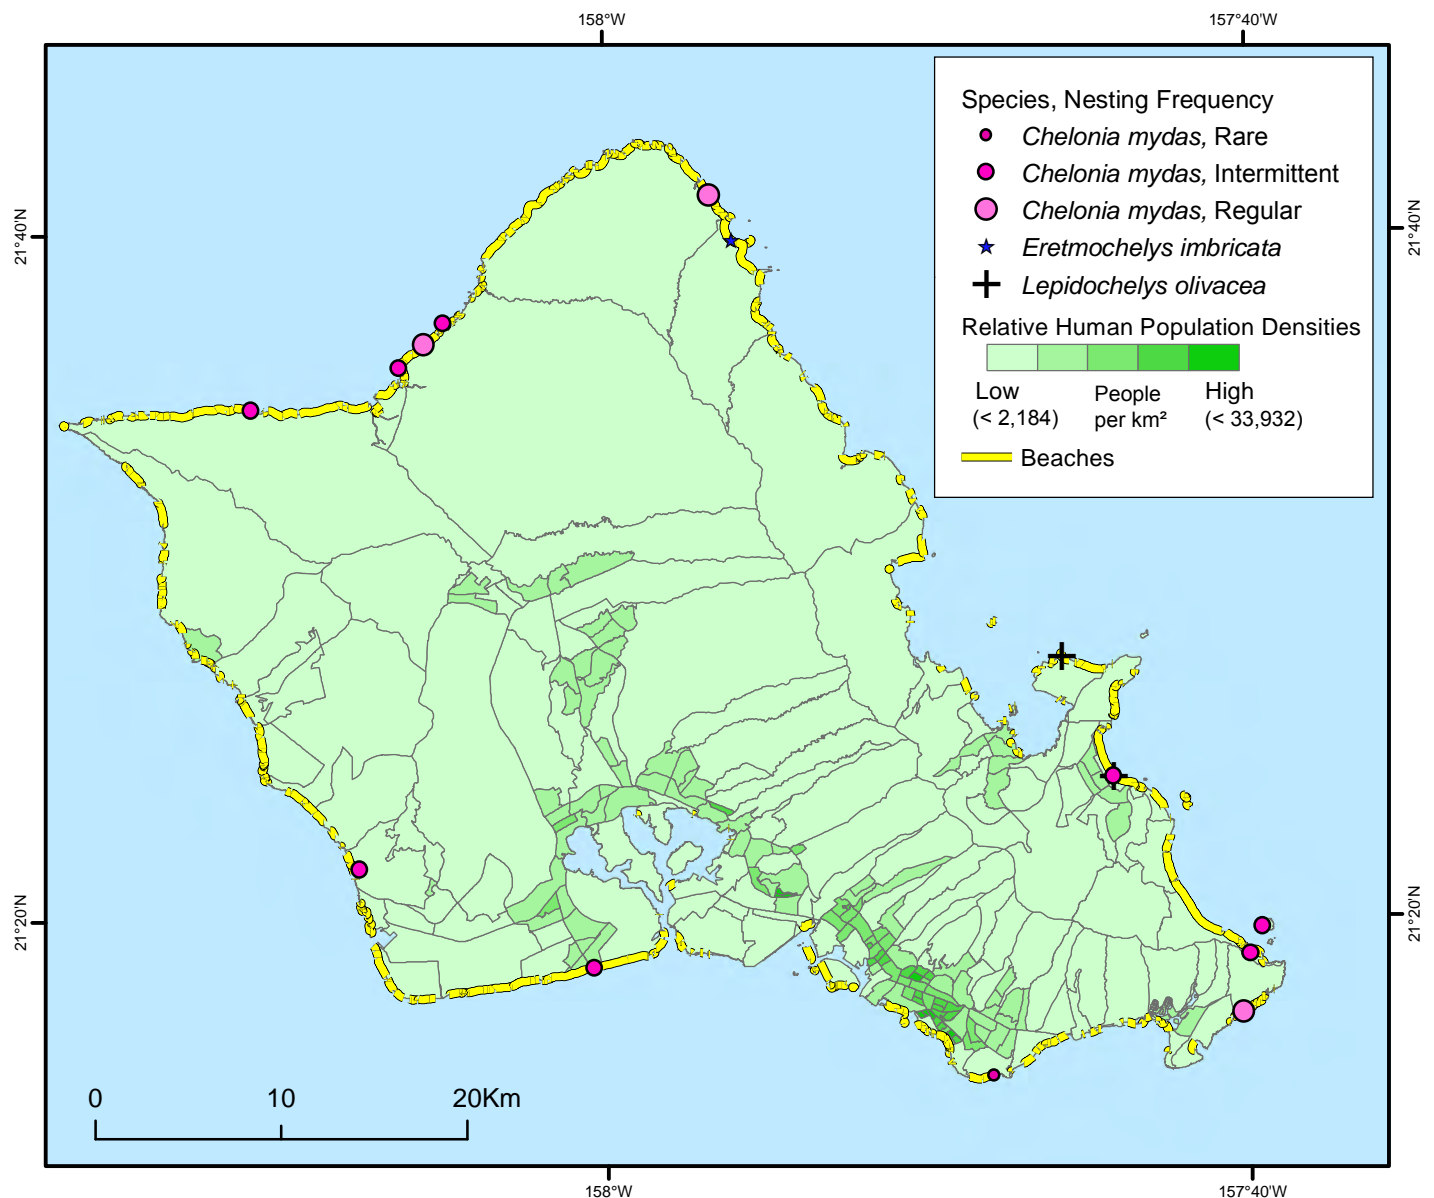 158°W
157°40'W
Species, Nesting Frequency
Chelonia mydas, Rare
Chelonia mydas, Intermittent
Chelonia mydas, Regular
Eretmochelys imbricata
Lepidochelys olivacea
Relative Human Population Densities
Low People High
(< 2,184) per km² (< 33,932)
Beaches
21°40'N
21°40'N
21°20'N
21°20'N
0 10 20Km
158°W
157°40'W